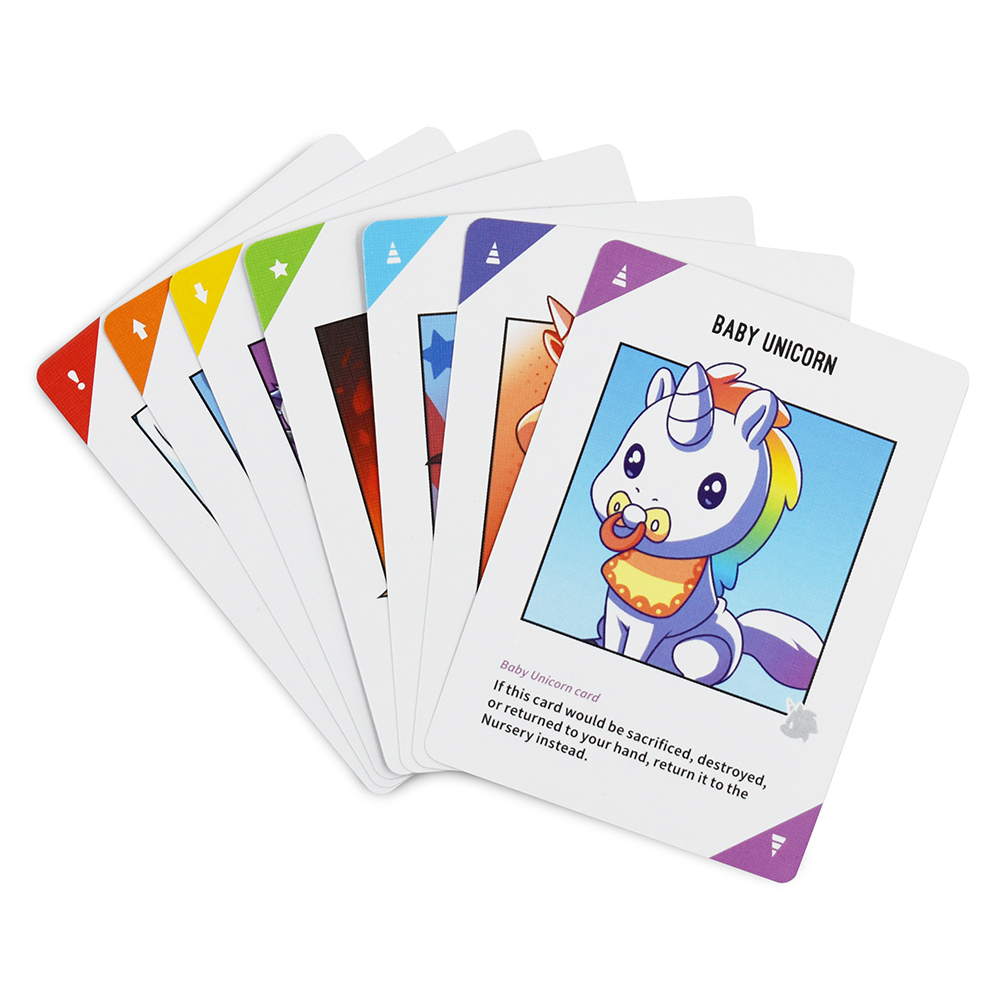 BABY UNICORN
Baby Unicorn card
If this card would be sacrificed, destroyed,
or returned to your hand, return it to the
Nursery instead.